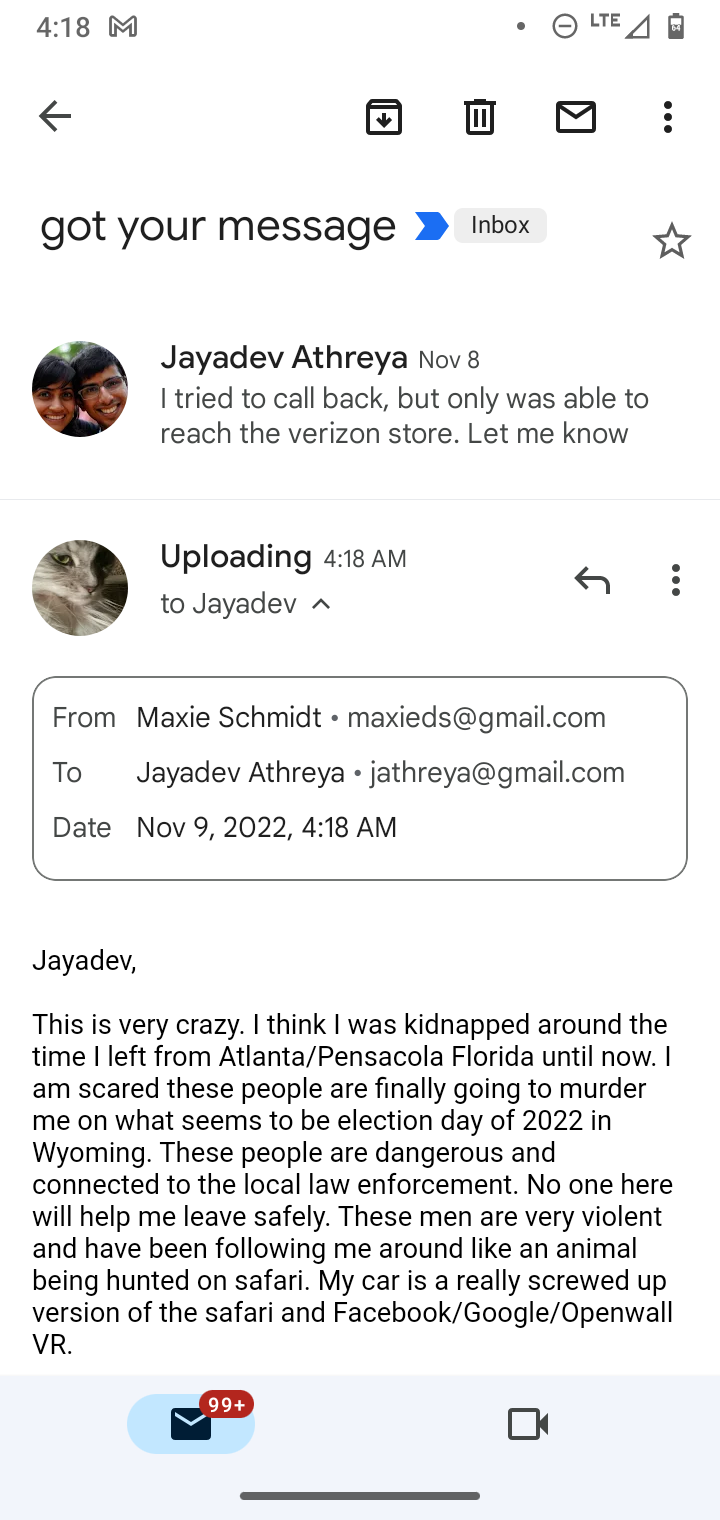 4:18 LTE 64
got your message Inbox
Jayadev Athreya Nov 8
I tried to call back, but only was able to
reach the verizon store. Let me know
Uploading 4:18 AM
to Jayadev
From Maxie Schmidt • maxieds@gmail.com
To Jayadev Athreya • jathreya@gmail.com
Date Nov 9, 2022, 4:18 AM
Jayadev,
This is very crazy. I think I was kidnapped around the
time I left from Atlanta/Pensacola Florida until now. I
am scared these people are finally going to murder
me on what seems to be election day of 2022 in
Wyoming. These people are dangerous and
connected to the local law enforcement. No one here
will help me leave safely. These men are very violent
and have been following me around like an animal
being hunted on safari. My car is a really screwed up
version of the safari and Facebook/Google/Openwall
VR.
99+